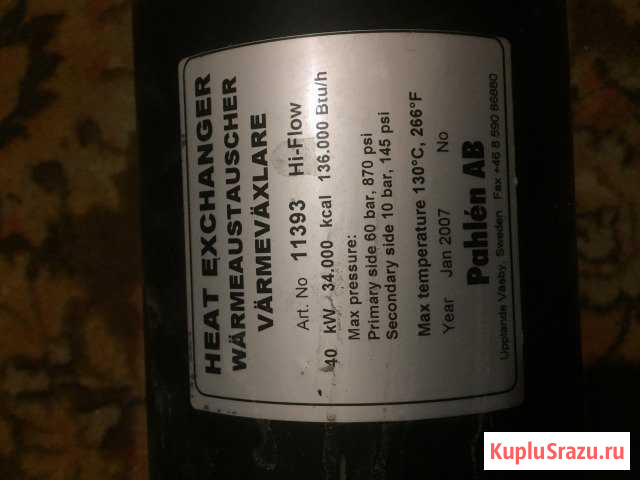 HEAT EXCHANGER
WÄRMEAUSTAUSCHER
VÄRMEVÄXLARE
Art. No 11393 Hi-Flow
40 kW 34.000 kcal 136.000 Btu/h
Max pressure:
Primary side 60 bar, 870 psi
Secondary side 10 bar, 145 psi
Max temperature 130°C, 266°F
Year Jan 2007 No
Pahlén AB
Upplands Väsby, Sweden Fax +46 8 590 86880
KupluSrazu.ru